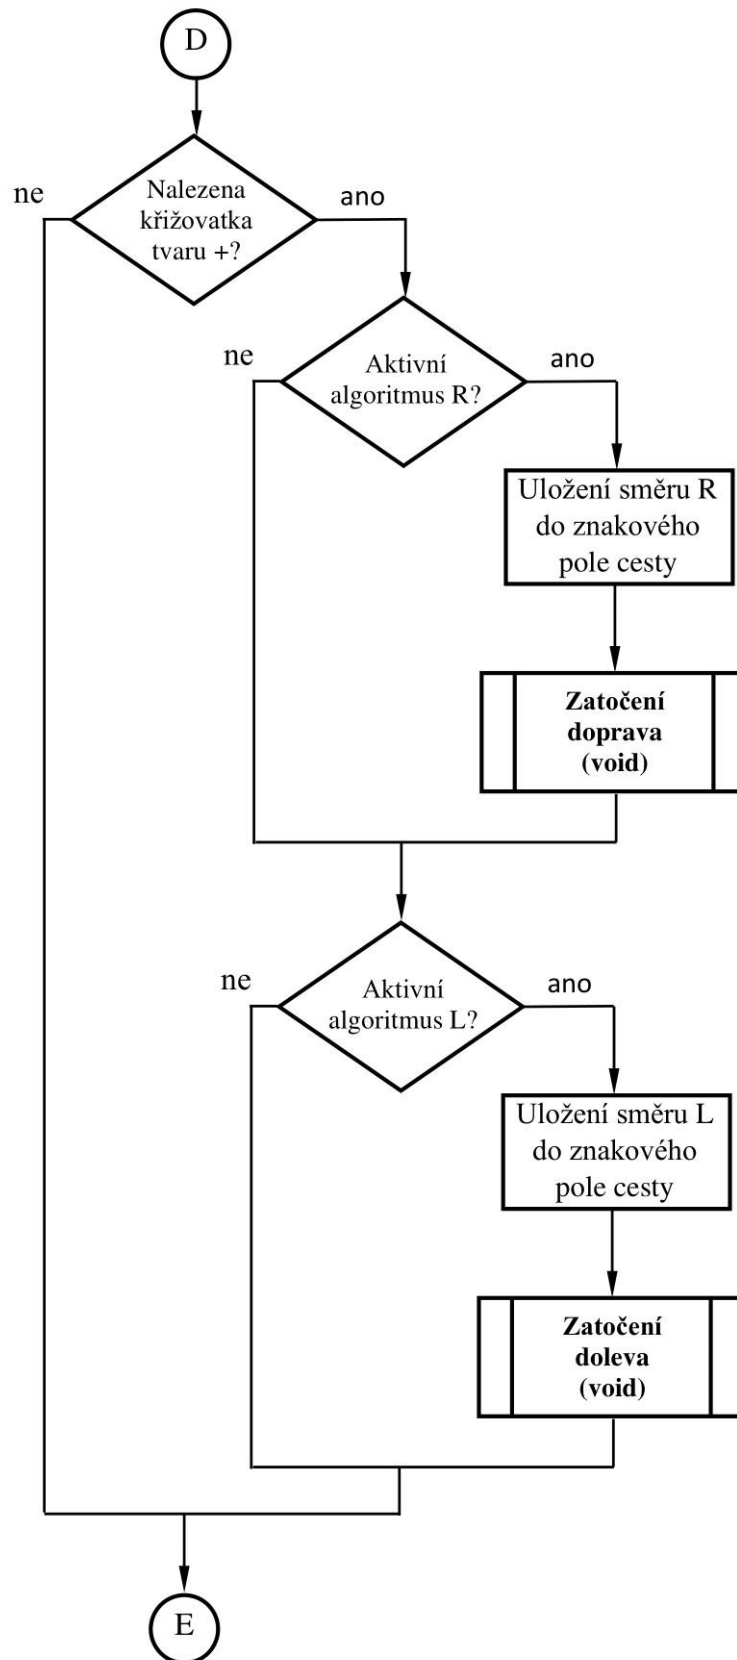 D
ne
ano
Nalezena
křižovatka
tvaru +?
ne
ano
Aktivní
algoritmus R?
Uložení směru R
do znakového
pole cesty
Zatočení
doprava
(void)
ne
ano
Aktivní
algoritmus L?
Uložení směru L
do znakového
pole cesty
Zatočení
doleva
(void)
E